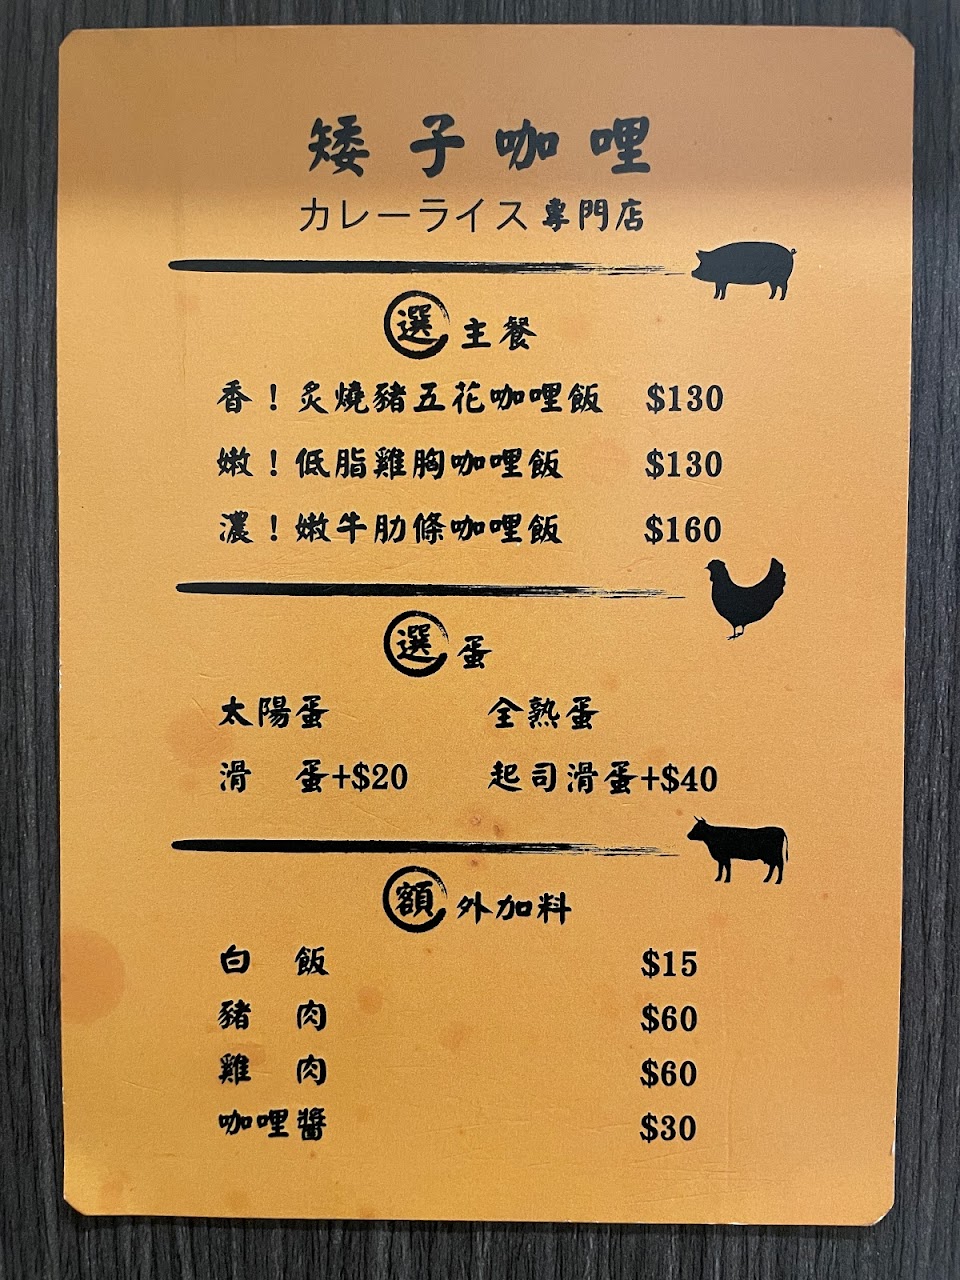 矮子咖哩
カレーライス專門店
選主餐
香！炙燒豬五花咖哩飯 $130
嫩！低脂雞胸咖哩飯 $130
濃！嫩牛肋條咖哩飯 $160
選蛋
太陽蛋 全熟蛋
滑 蛋+$20 起司滑蛋+$40
額外加料
白 飯 $15
豬 肉 $60
雞 肉 $60
咖哩醬 $30